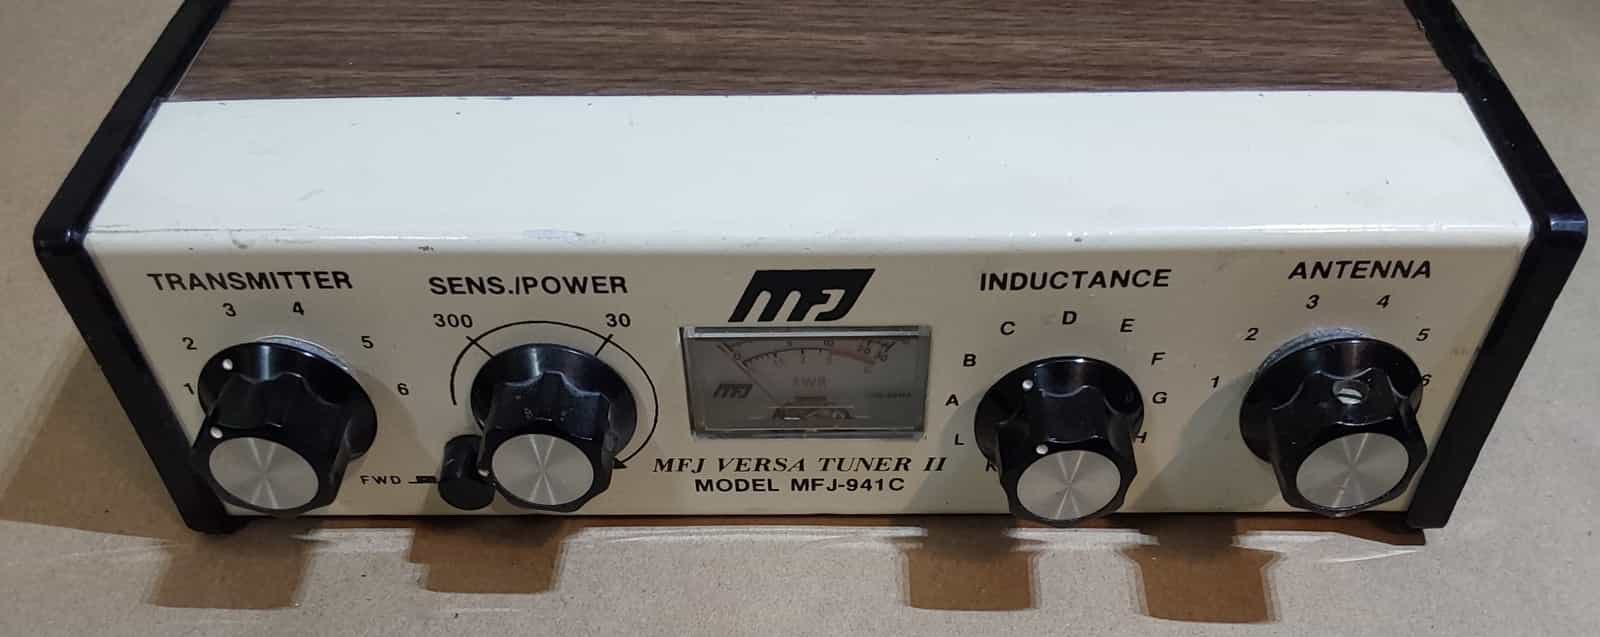 TRANSMITTER
1 2 3 4 5 6
SENS./POWER
300 30
FWD
MFJ
SWR
MFJ
MFJ VERSA TUNER II
MODEL MFJ-941C
INDUCTANCE
A B C D E F G H K L
ANTENNA
1 2 3 4 5 6